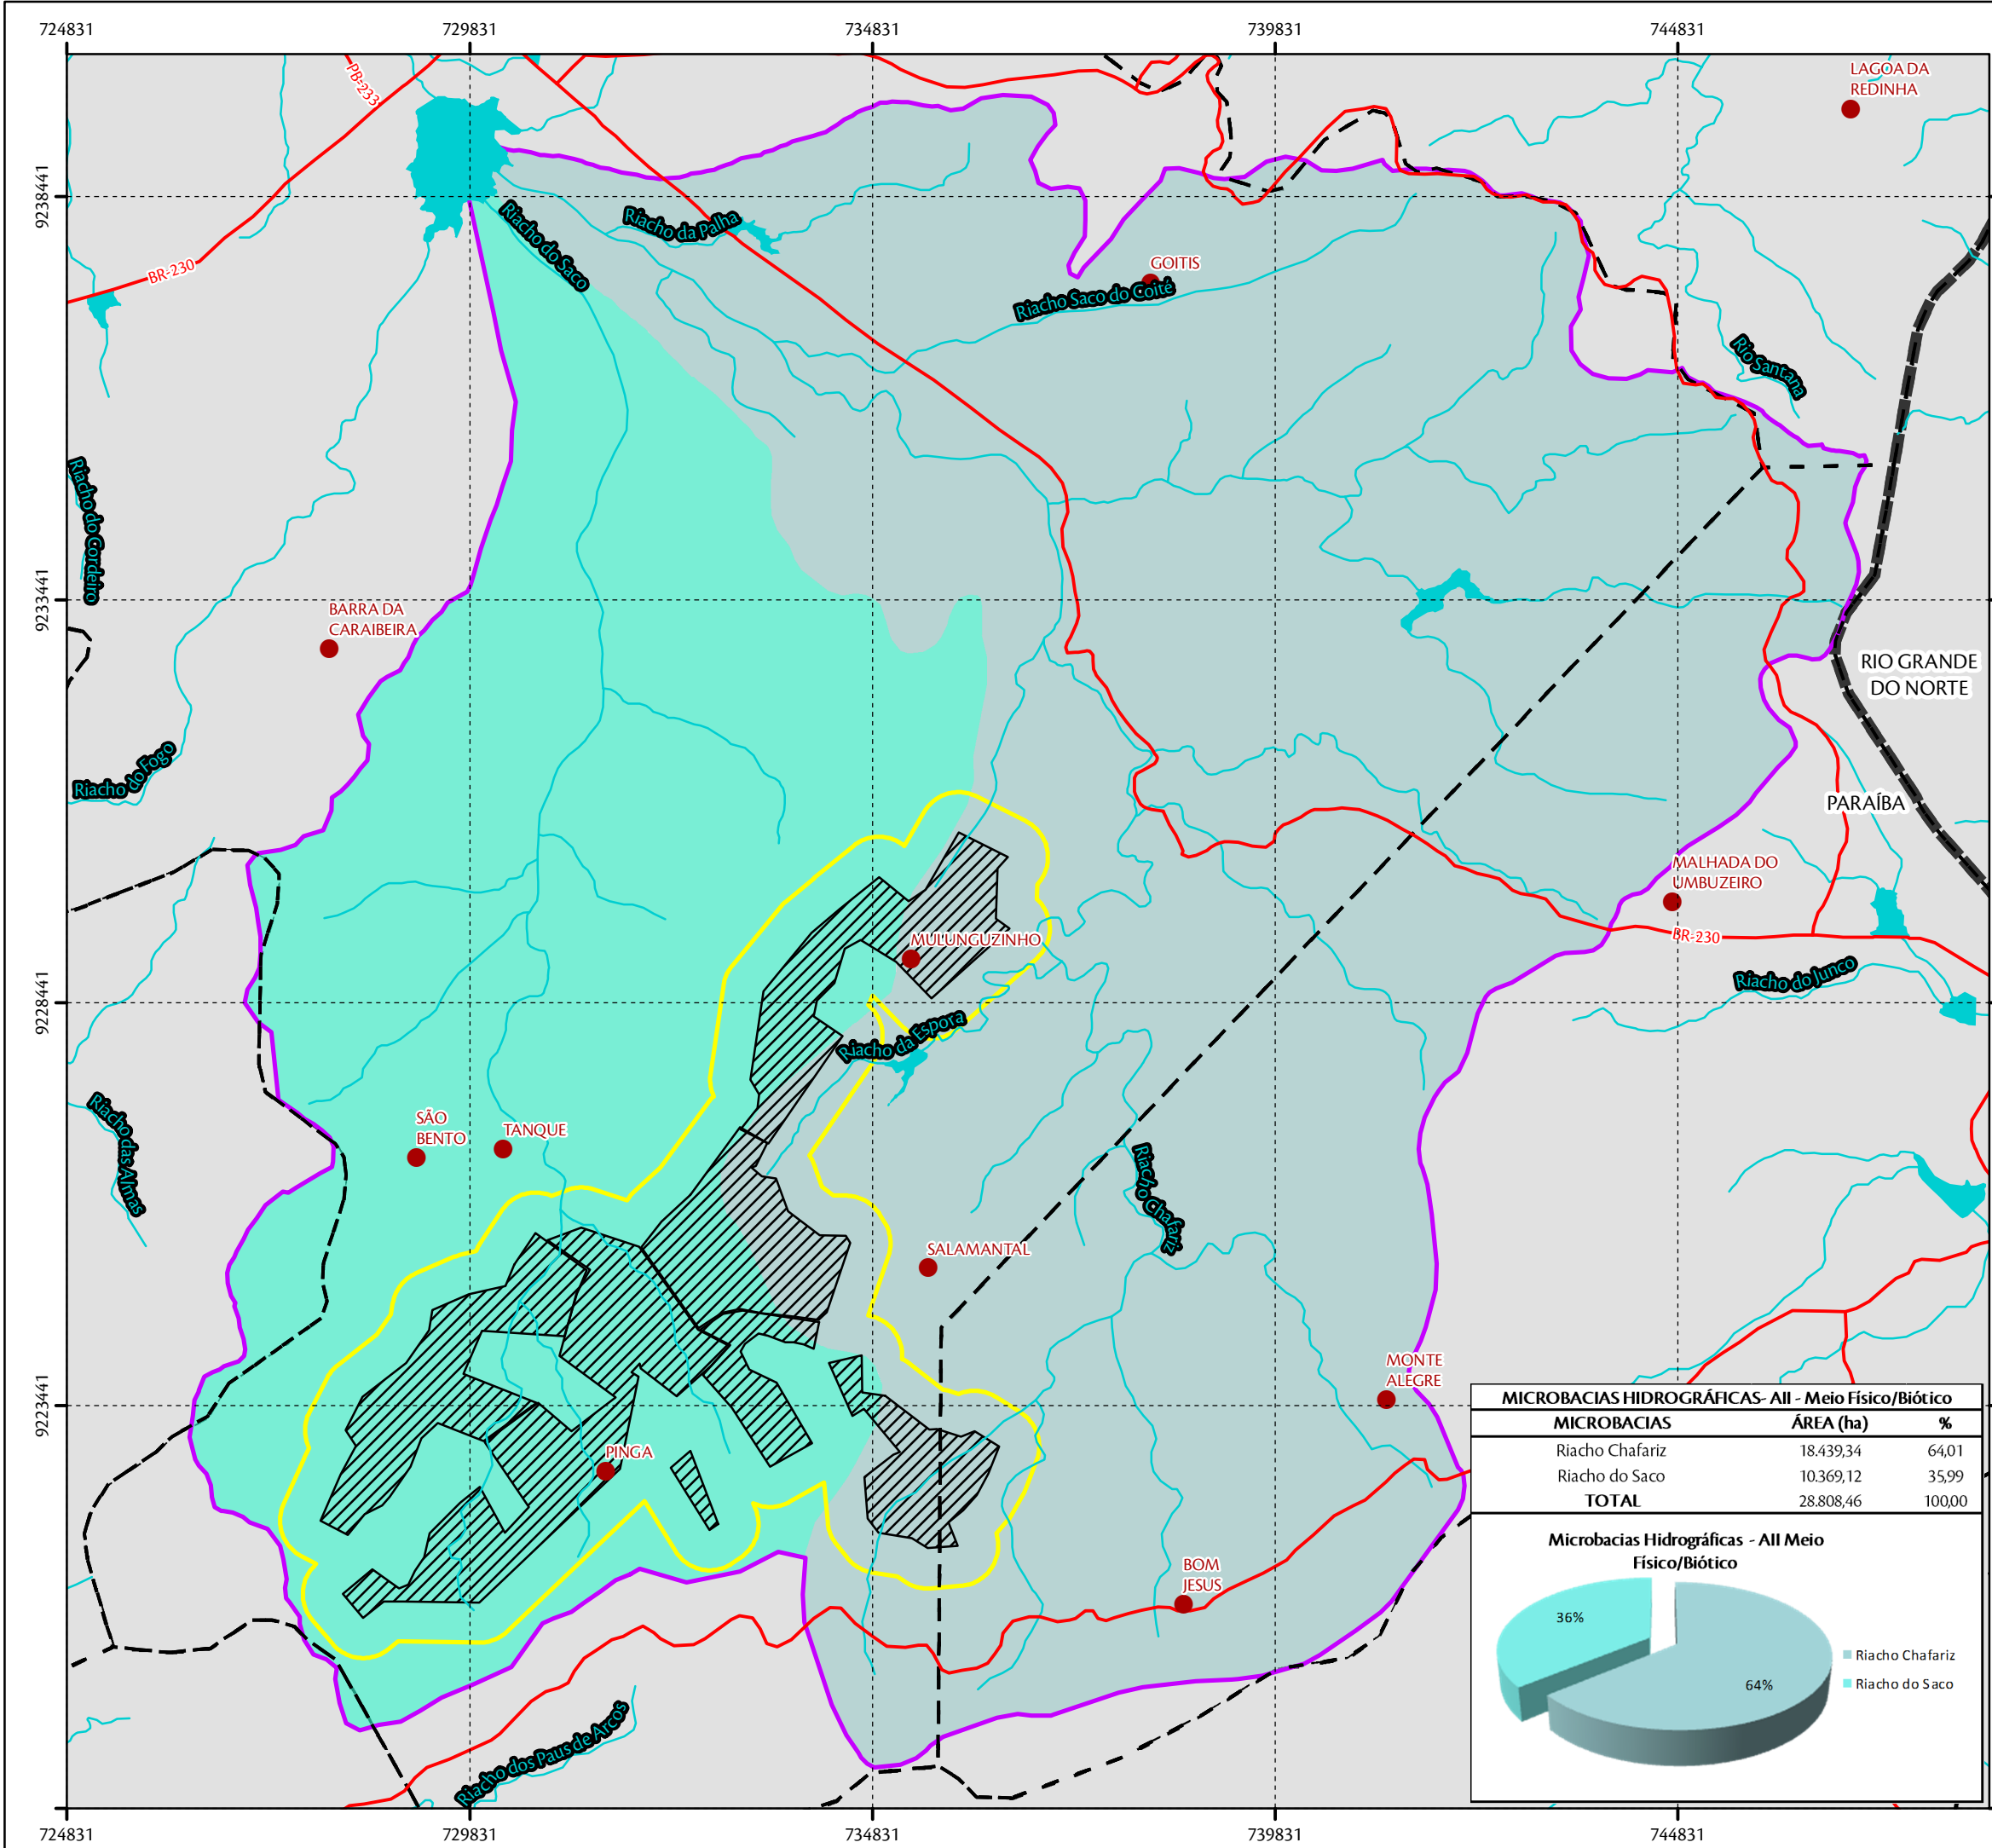 724831
729831
734831
739831
744831
LAGOA DA
REDINHA
PB-233
9238441
Riacho do Saco
Riacho da Palha
BR-230
GOITIS
Riacho Saco do Coité
Rio Santana
Riacho do Cordeiro
9233441
BARRA DA
CARAIBEIRA
RIO GRANDE
DO NORTE
Riacho do Fogo
PARAÍBA
MALHADA DO
UMBUZEIRO
MULUNGUZINHO
BR-230
Riacho do Junco
9228441
Riacho da Espora
Riacho das Almas
SÃO
BENTO
TANQUE
Riacho Chafariz
SALAMANTAL
MONTE
ALEGRE
9223441
PINGA
BOM
JESUS
Riacho dos Paus de Arcos
MICROBACIAS HIDROGRÁFICAS- AII - Meio Físico/Biótico
MICROBACIAS ÁREA (ha) %
Riacho Chafariz 18.439,34 64,01
Riacho do Saco 10.369,12 35,99
TOTAL 28.808,46 100,00
Microbacias Hidrográficas - AII Meio
Físico/Biótico
36%
64%
Riacho Chafariz
Riacho do Saco
724831
729831
734831
739831
744831